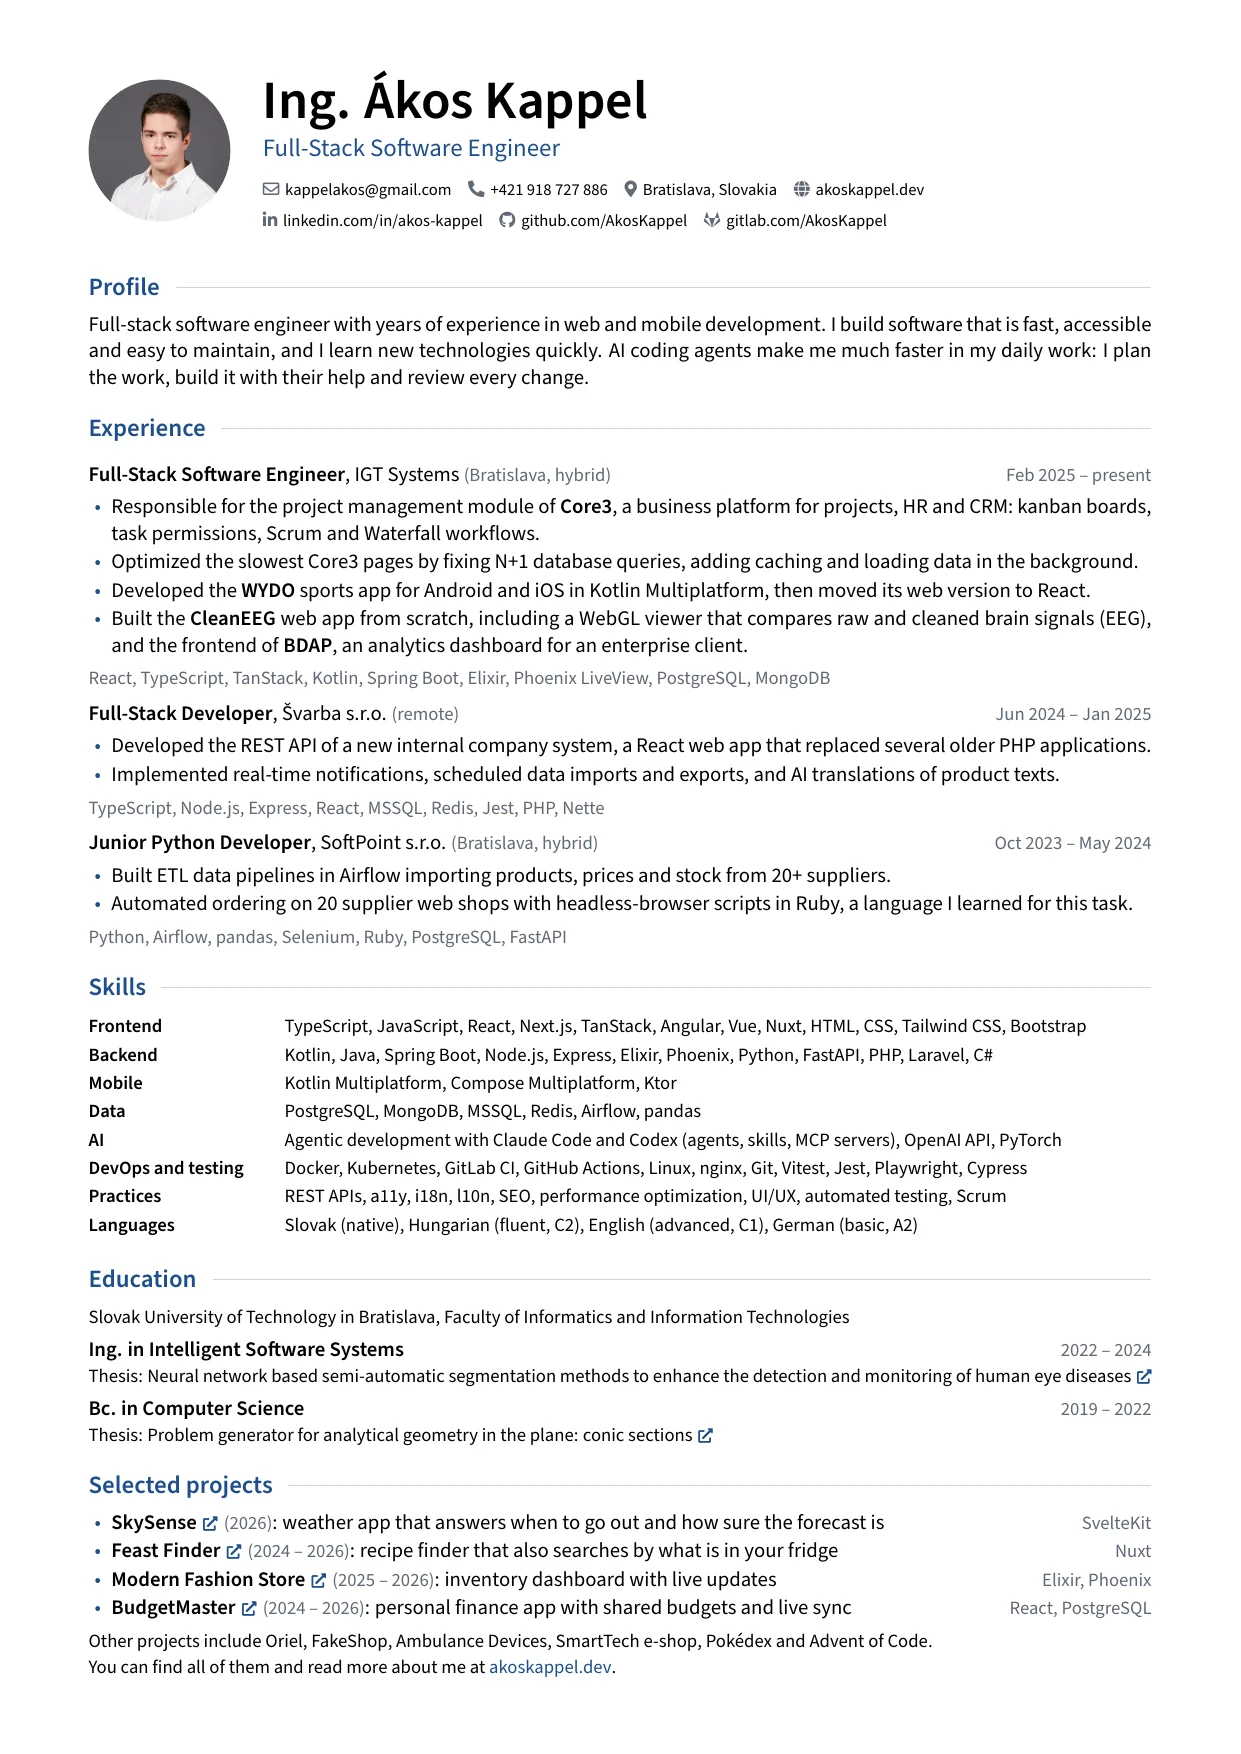 Ing. Ákos Kappel
Full-Stack Software Engineer
kappelakos@gmail.com +421 918 727 886 Bratislava, Slovakia akoskappel.dev
linkedin.com/in/akos-kappel github.com/AkosKappel gitlab.com/AkosKappel
Profile
Full-stack software engineer with years of experience in web and mobile development. I build software that is fast, accessible
and easy to maintain, and I learn new technologies quickly. AI coding agents make me much faster in my daily work: I plan
the work, build it with their help and review every change.
Experience
Full-Stack Software Engineer, IGT Systems (Bratislava, hybrid) Feb 2025 – present
• Responsible for the project management module of Core3, a business platform for projects, HR and CRM: kanban boards,
task permissions, Scrum and Waterfall workflows.
• Optimized the slowest Core3 pages by fixing N+1 database queries, adding caching and loading data in the background.
• Developed the WYDO sports app for Android and iOS in Kotlin Multiplatform, then moved its web version to React.
• Built the CleanEEG web app from scratch, including a WebGL viewer that compares raw and cleaned brain signals (EEG),
and the frontend of BDAP, an analytics dashboard for an enterprise client.
React, TypeScript, TanStack, Kotlin, Spring Boot, Elixir, Phoenix LiveView, PostgreSQL, MongoDB
Full-Stack Developer, Švarba s.r.o. (remote) Jun 2024 – Jan 2025
• Developed the REST API of a new internal company system, a React web app that replaced several older PHP applications.
• Implemented real-time notifications, scheduled data imports and exports, and AI translations of product texts.
TypeScript, Node.js, Express, React, MSSQL, Redis, Jest, PHP, Nette
Junior Python Developer, SoftPoint s.r.o. (Bratislava, hybrid) Oct 2023 – May 2024
• Built ETL data pipelines in Airflow importing products, prices and stock from 20+ suppliers.
• Automated ordering on 20 supplier web shops with headless-browser scripts in Ruby, a language I learned for this task.
Python, Airflow, pandas, Selenium, Ruby, PostgreSQL, FastAPI
Skills
Frontend TypeScript, JavaScript, React, Next.js, TanStack, Angular, Vue, Nuxt, HTML, CSS, Tailwind CSS, Bootstrap
Backend Kotlin, Java, Spring Boot, Node.js, Express, Elixir, Phoenix, Python, FastAPI, PHP, Laravel, C#
Mobile Kotlin Multiplatform, Compose Multiplatform, Ktor
Data PostgreSQL, MongoDB, MSSQL, Redis, Airflow, pandas
AI Agentic development with Claude Code and Codex (agents, skills, MCP servers), OpenAI API, PyTorch
DevOps and testing Docker, Kubernetes, GitLab CI, GitHub Actions, Linux, nginx, Git, Vitest, Jest, Playwright, Cypress
Practices REST APIs, a11y, i18n, l10n, SEO, performance optimization, UI/UX, automated testing, Scrum
Languages Slovak (native), Hungarian (fluent, C2), English (advanced, C1), German (basic, A2)
Education
Slovak University of Technology in Bratislava, Faculty of Informatics and Information Technologies
Ing. in Intelligent Software Systems 2022 – 2024
Thesis: Neural network based semi-automatic segmentation methods to enhance the detection and monitoring of human eye diseases
Bc. in Computer Science 2019 – 2022
Thesis: Problem generator for analytical geometry in the plane: conic sections
Selected projects
• SkySense (2026): weather app that answers when to go out and how sure the forecast is SvelteKit
• Feast Finder (2024 – 2026): recipe finder that also searches by what is in your fridge Nuxt
• Modern Fashion Store (2025 – 2026): inventory dashboard with live updates Elixir, Phoenix
• BudgetMaster (2024 – 2026): personal finance app with shared budgets and live sync React, PostgreSQL
Other projects include Oriel, FakeShop, Ambulance Devices, SmartTech e-shop, Pokédex and Advent of Code.
You can find all of them and read more about me at akoskappel.dev.